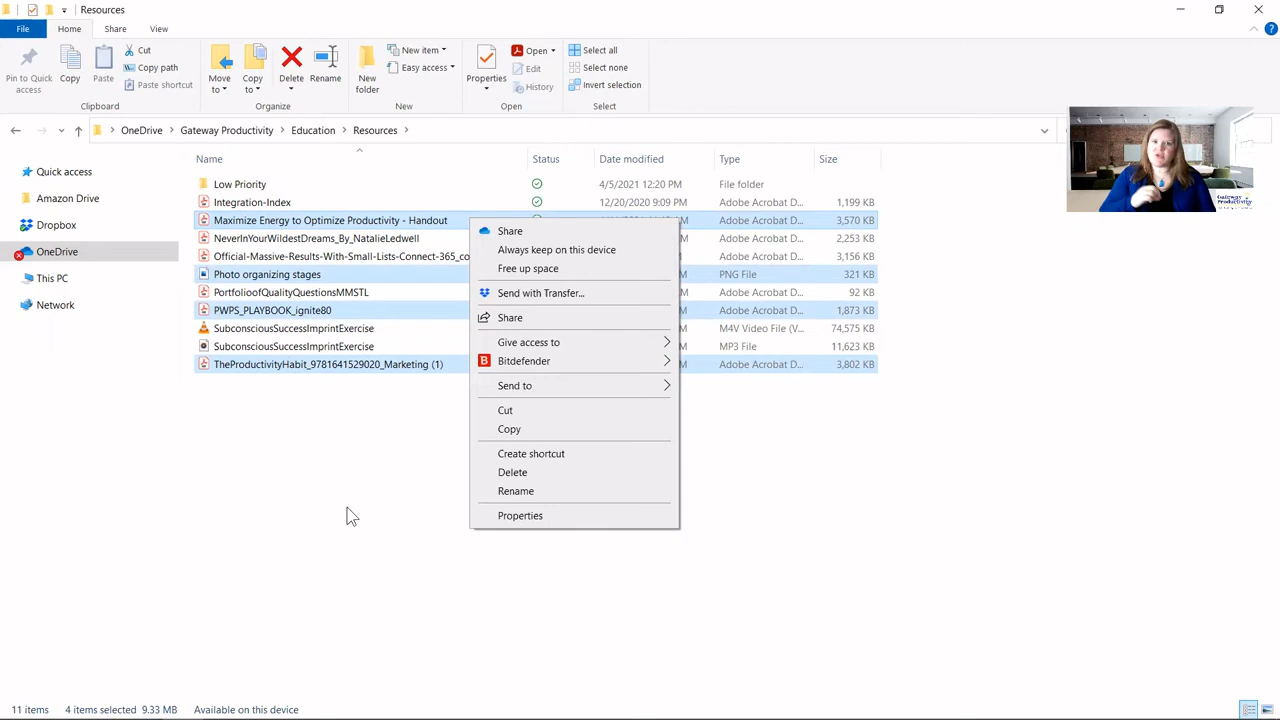 Resources
File Home Share View
Pin to Quick access
Copy
Paste
Cut
Copy path
Paste shortcut
Clipboard
Move to
Copy to
Delete
Rename
Organize
New folder
New item
Easy access
New
Properties
Open
Edit
History
Open
Select all
Select none
Invert selection
Select
OneDrive > Gateway Productivity > Education > Resources >
Quick access
Amazon Drive
Dropbox
OneDrive
This PC
Network
Name Status Date modified Type Size
Low Priority 4/5/2021 12:20 PM File folder
Integration-Index 12/20/2020 9:09 PM Adobe Acrobat D... 1,199 KB
Maximize Energy to Optimize Productivity - Handout Adobe Acrobat D... 3,570 KB
NeverInYourWildestDreams_By_NatalieLedwell Adobe Acrobat D... 2,253 KB
Official-Massive-Results-With-Small-Lists-Connect-365_co Adobe Acrobat D... 3,156 KB
Photo organizing stages PNG File 321 KB
PortfolioofQualityQuestionsMMSTL Adobe Acrobat D... 92 KB
PWPS_PLAYBOOK_ignite80 Adobe Acrobat D... 1,873 KB
SubconsciousSuccessImprintExercise M4V Video File (V... 74,575 KB
SubconsciousSuccessImprintExercise MP3 File 11,623 KB
TheProductivityHabit_9781641529020_Marketing (1) Adobe Acrobat D... 3,802 KB
Share
Always keep on this device
Free up space
Send with Transfer...
Share
Give access to
Bitdefender
Send to
Cut
Copy
Create shortcut
Delete
Rename
Properties
Gateway
Productivity
11 items 4 items selected 9.33 MB Available on this device